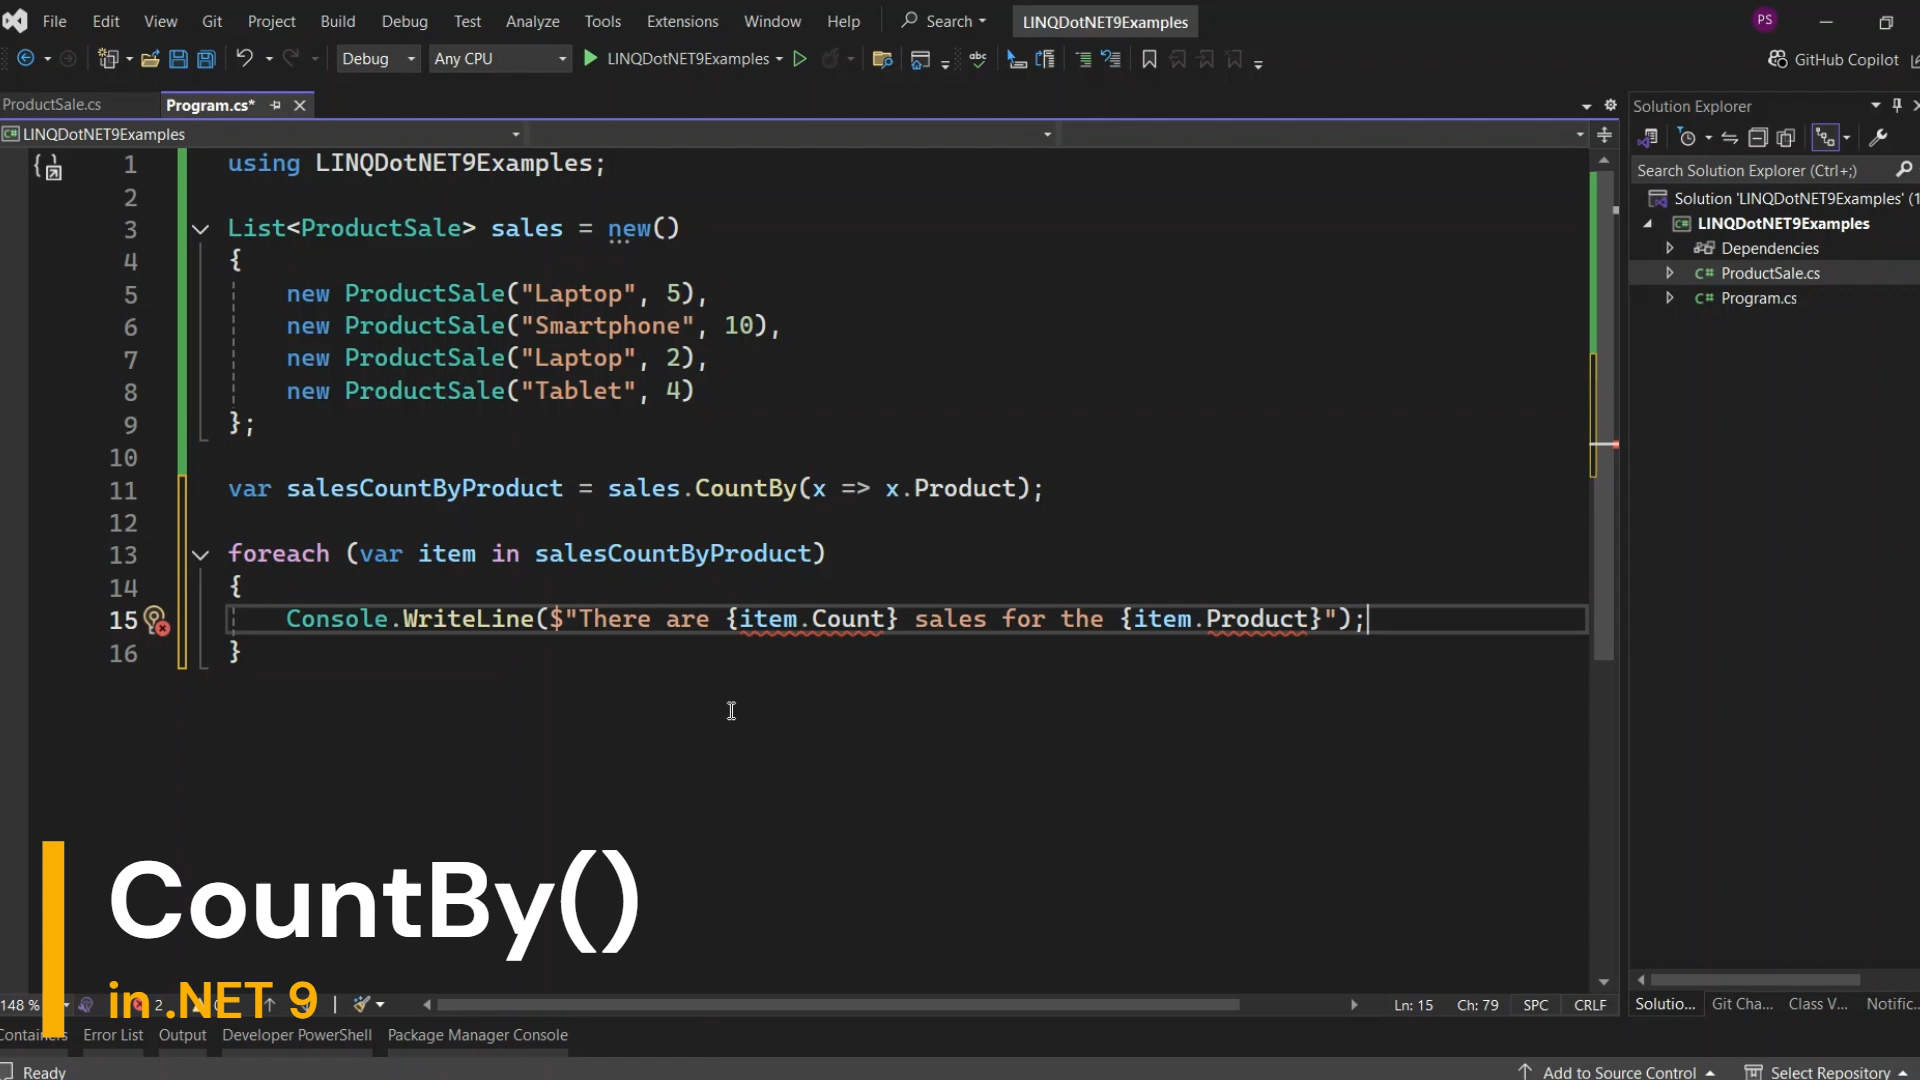 File Edit View Git Project Build Debug Test Analyze Tools Extensions Window Help Search LINQDotNET9Examples PS
Debug Any CPU LINQDotNET9Examples GitHub Copilot
ProductSale.cs Program.cs* Solution Explorer
LINQDotNET9Examples
Search Solution Explorer (Ctrl+;)
Solution 'LINQDotNET9Examples' (1
LINQDotNET9Examples
Dependencies
ProductSale.cs
Program.cs
1 using LINQDotNET9Examples;
2
3 List<ProductSale> sales = new()
4 {
5 new ProductSale("Laptop", 5),
6 new ProductSale("Smartphone", 10),
7 new ProductSale("Laptop", 2),
8 new ProductSale("Tablet", 4)
9 };
10
11 var salesCountByProduct = sales.CountBy(x => x.Product);
12
13 foreach (var item in salesCountByProduct)
14 {
15 Console.WriteLine($"There are {item.Count} sales for the {item.Product}");
16 }
CountBy()
in .NET 9
148 % 2 Ln: 15 Ch: 79 SPC CRLF Solutio... Git Cha... Class V... Notific...
Containers Error List Output Developer PowerShell Package Manager Console
Ready Add to Source Control Select Repository